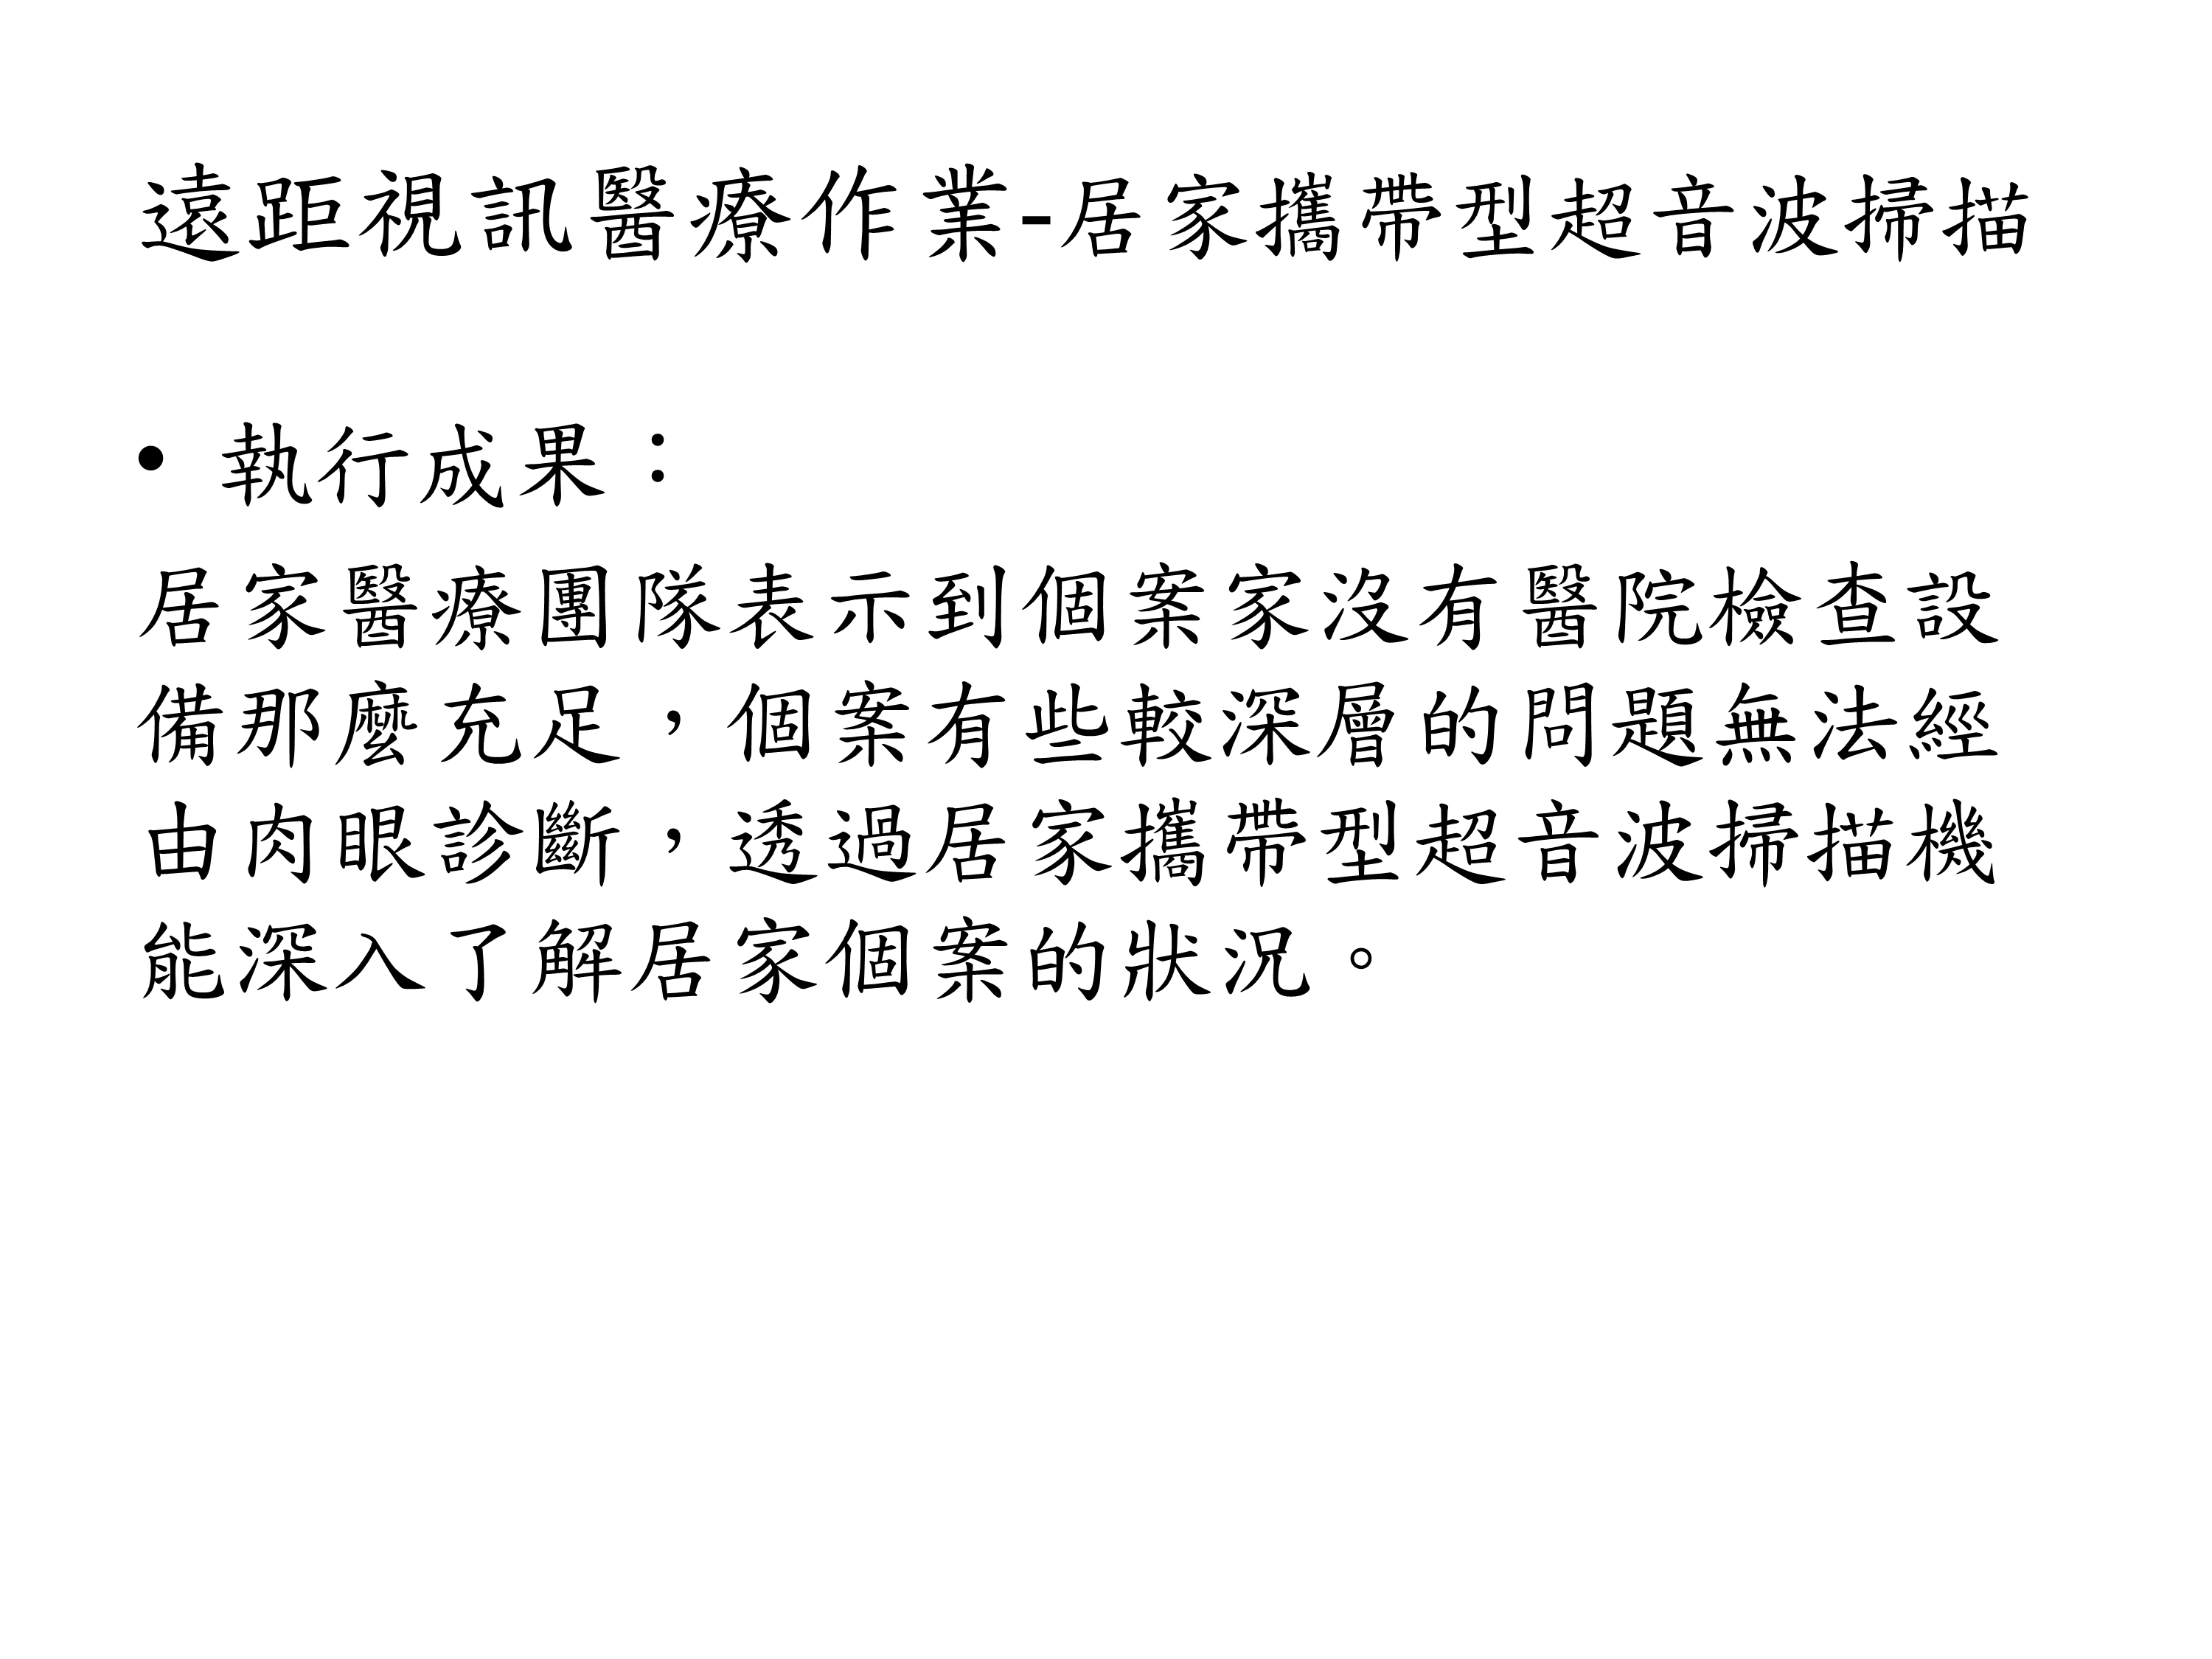 遠距視訊醫療作業-居家攜帶型超音波掃描
• 執行成果：
居家醫療團隊表示到個案家沒有醫院檢查設
備那麼充足，個案有些較深層的問題無法經
由肉眼診斷，透過居家攜帶型超音波掃描機
能深入了解居家個案的狀況。